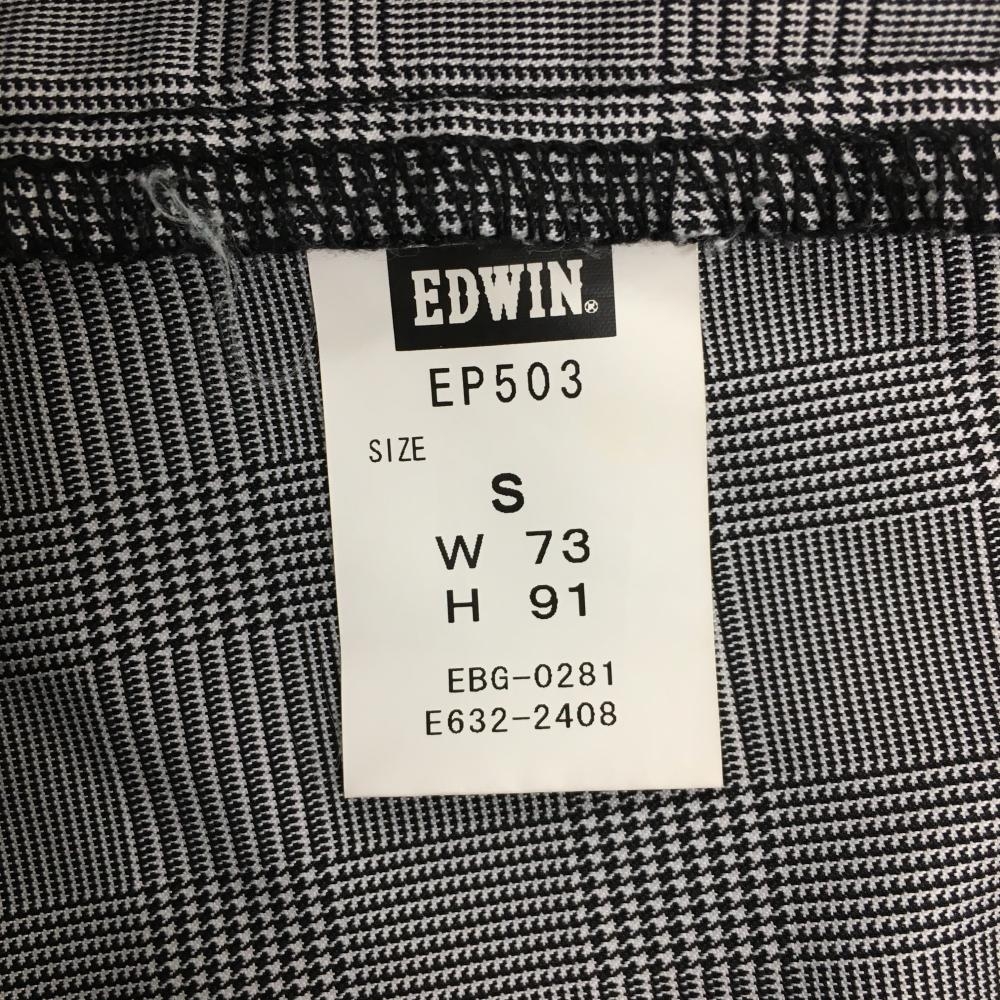 EDWIN®
EP503
SIZE
S
W 73
H 91
EBG-0281
E632-2408